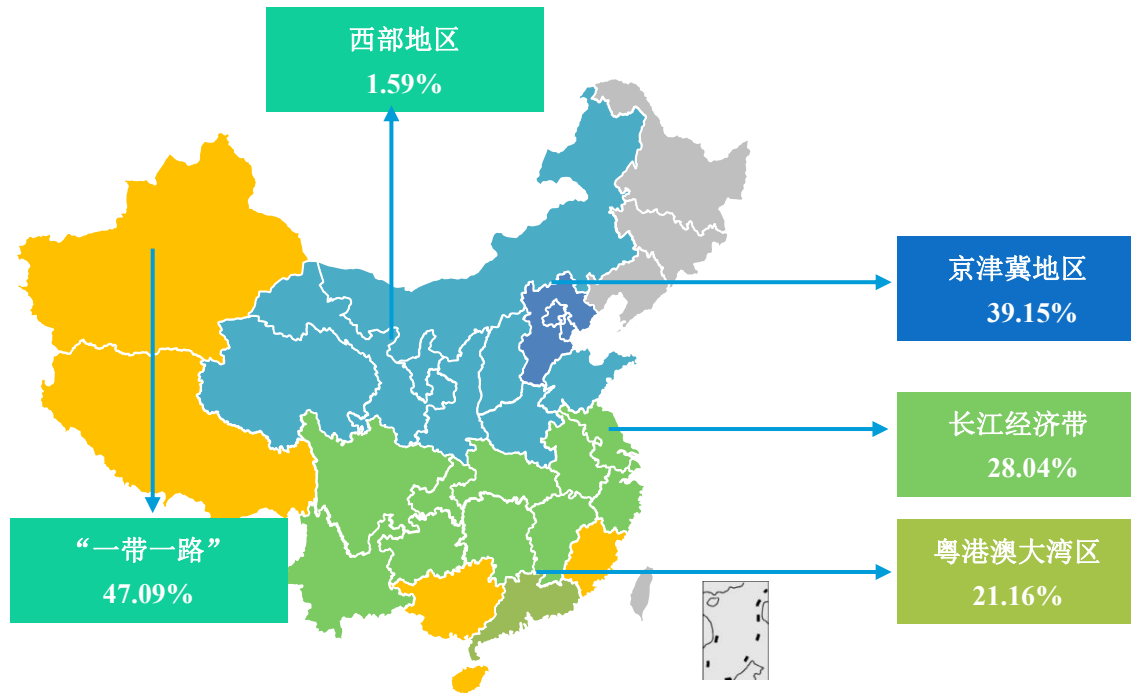 西部地区
1.59%
京津冀地区
39.15%
长江经济带
28.04%
“一带一路”
47.09%
粤港澳大湾区
21.16%